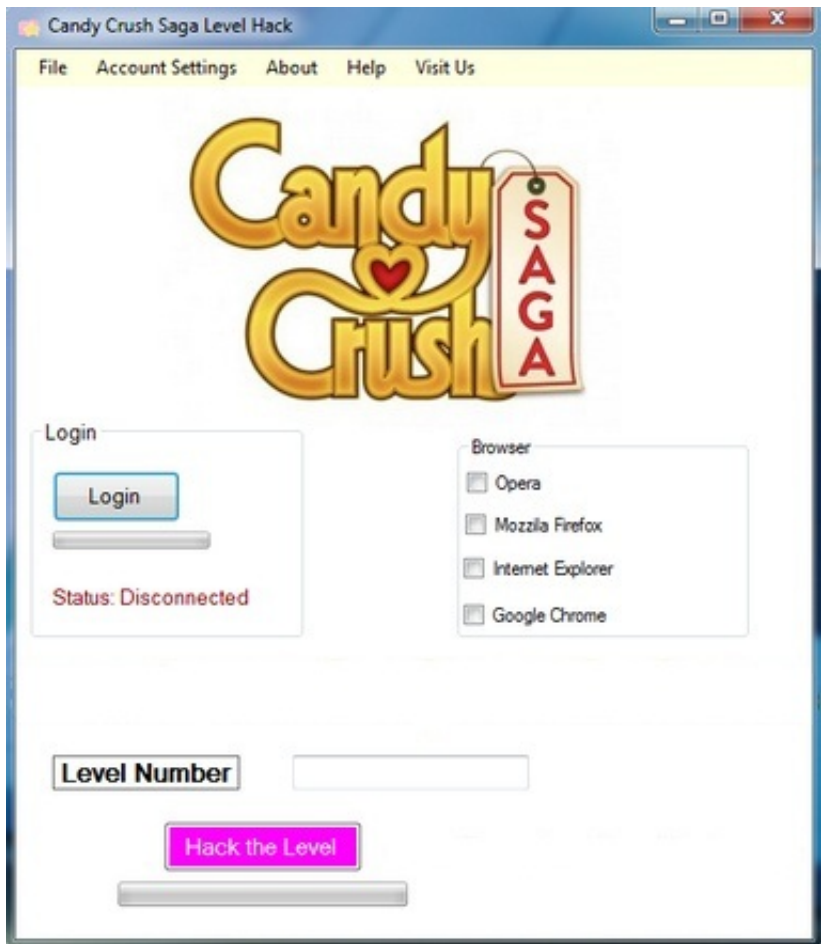 Candy Crush Saga Level Hack
File Account Settings About Help Visit Us
Candy
Crush
SAGA
Login
Login
Status: Disconnected
Browser
Opera
Mozzila Firefox
Internet Explorer
Google Chrome
Level Number
Hack the Level